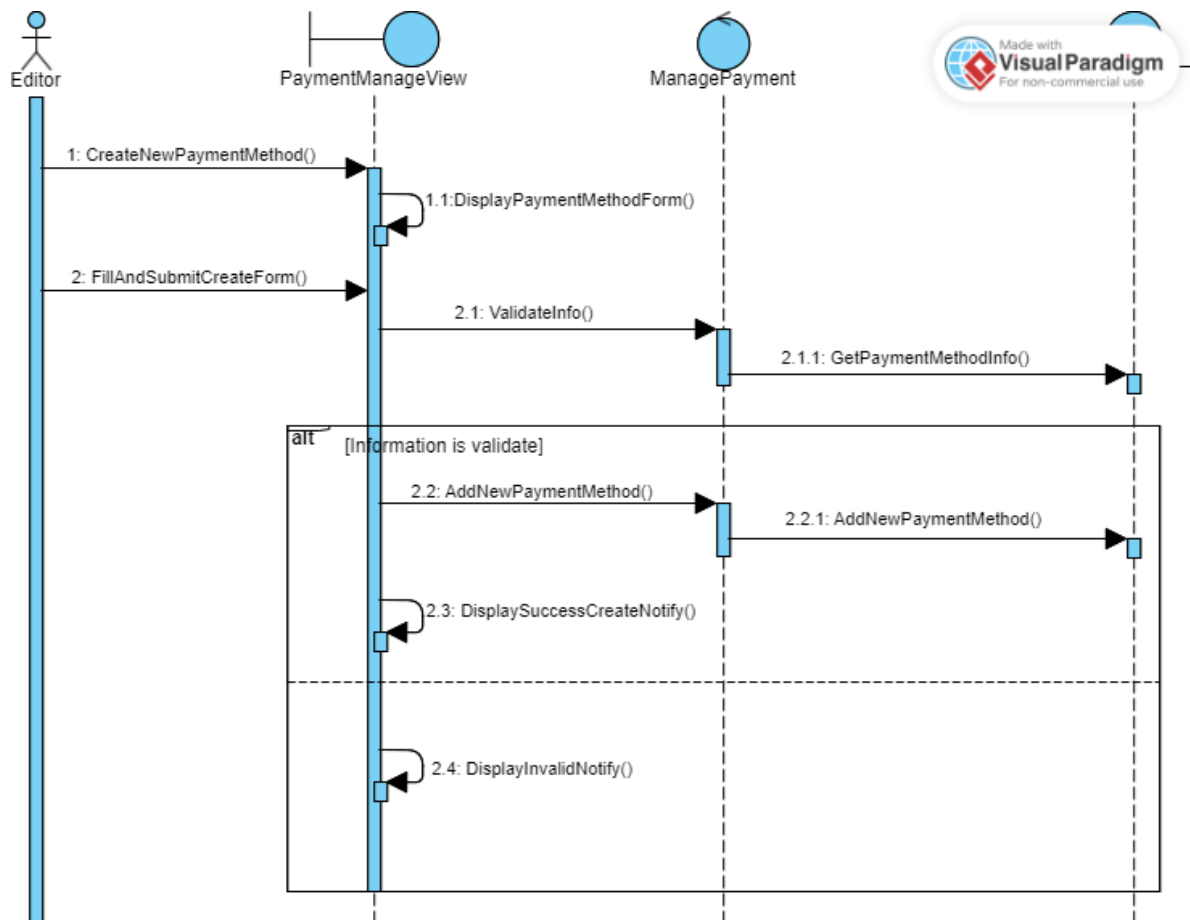 Editor
PaymentManageView
ManagePayment
Made with
Visual Paradigm
For non-commercial use
1: CreateNewPaymentMethod()
1.1:DisplayPaymentMethodForm()
2: FillAndSubmitCreateForm()
2.1: ValidateInfo()
2.1.1: GetPaymentMethodInfo()
alt
[Information is validate]
2.2: AddNewPaymentMethod()
2.2.1: AddNewPaymentMethod()
2.3: DisplaySuccessCreateNotify()
2.4: DisplayInvalidNotify()